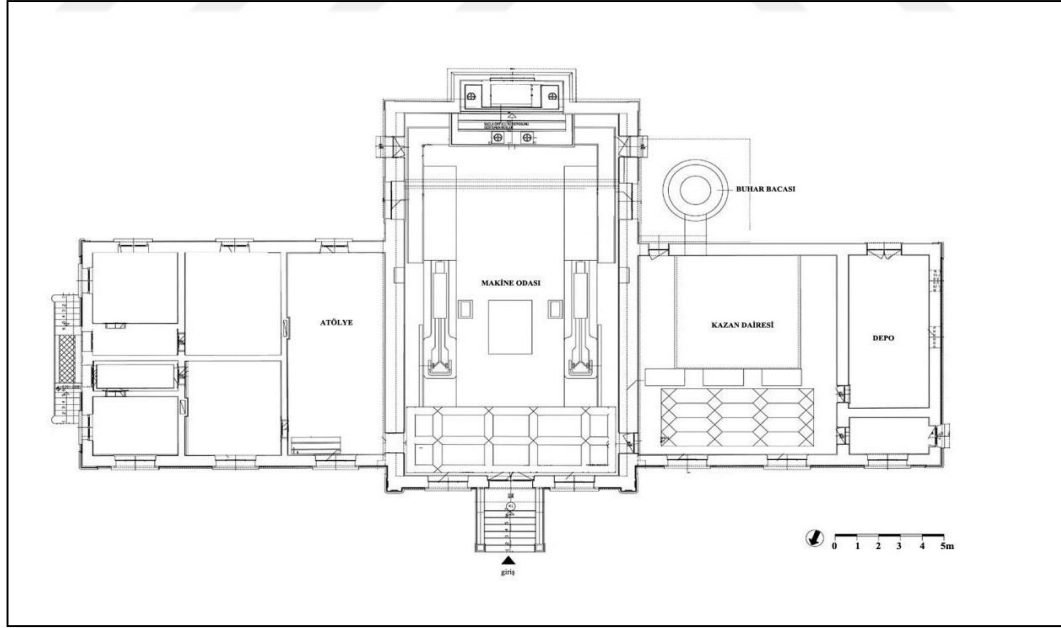 BUHAR BACASI
MAKİNE ODASI
ATÖLYE
KAZAN DAİRESİ
DEPO
giriş
0 1 2 3 4 5m